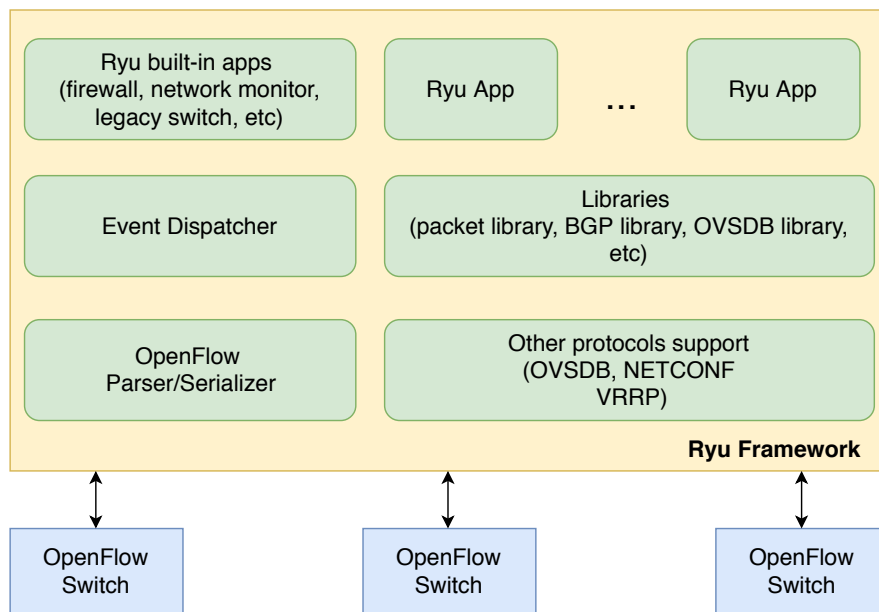 Ryu built-in apps
(firewall, network monitor,
legacy switch, etc)
Ryu App
...
Ryu App
Event Dispatcher
Libraries
(packet library, BGP library, OVSDB library,
etc)
OpenFlow
Parser/Serializer
Other protocols support
(OVSDB, NETCONF
VRRP)
Ryu Framework
OpenFlow
Switch
OpenFlow
Switch
OpenFlow
Switch